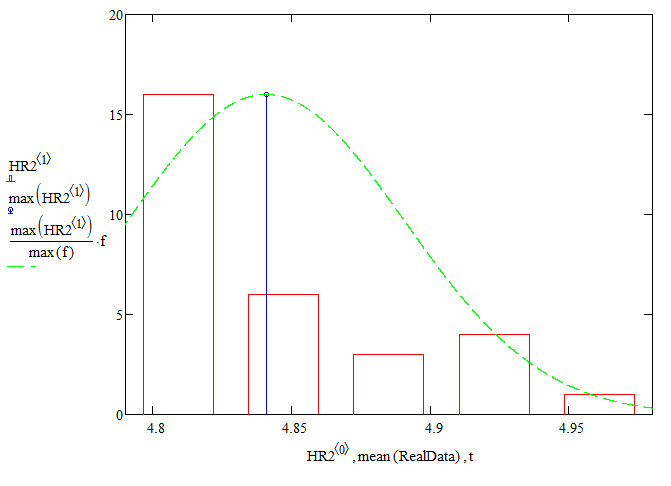 20
15
10
5
0
4.8 4.85 4.9 4.95
HR2⟨1⟩
max(HR2⟨1⟩)
max(HR2⟨1⟩)
max(f)
·f
HR2⟨0⟩,mean(RealData),t